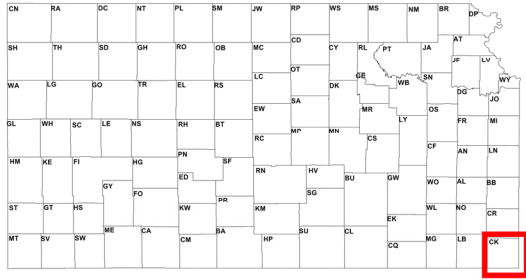 CN RA DC NT PL SM JW RP WS MS NM BR DP
SH TH SD GH RO OB MC CD CY RL PT JA AT
WA LG GO TR EL RS LC OT DK GE WB SN JF LV WY
GL WH SC LE NS RH BT EW SA MR LY OS DG JO
HM KE FI HG PN SF RC MP MN CS CF FR MI
GY FO ED RN HV BU GW AN LN
ST GT HS KW PR KM SG EK WO AL BB
MT SV SW ME CA CM BA HP SU CL CQ WL NO CR
MG LB CK